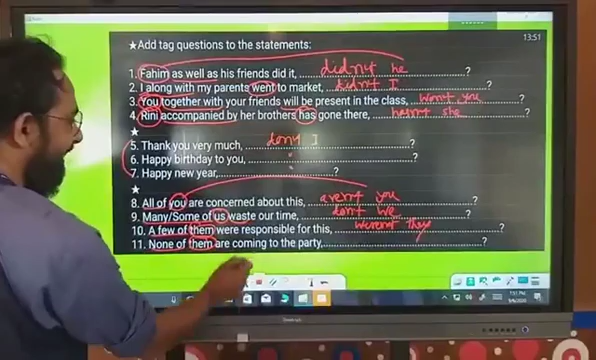 13:51
★Add tag questions to the statements:
1. Fahim as well as his friends did it, .................... didn't he ?
2. I along with my parents went to market, .................... didn't I ?
3. You together with your friends will be present in the class, .................... won't you ?
4. Rini accompanied by her brothers has gone there, .................... hasn't she ?
★
5. Thank you very much, .................... don't I ?
6. Happy birthday to you, .................... ?
7. Happy new year, .................... ?
★
8. All of you are concerned about this, .................... aren't you ?
9. Many/Some of us waste our time, .................... don't we ?
10. A few of them were responsible for this, .................... weren't they ?
11. None of them are coming to the party, .................... ?
7:51 PM